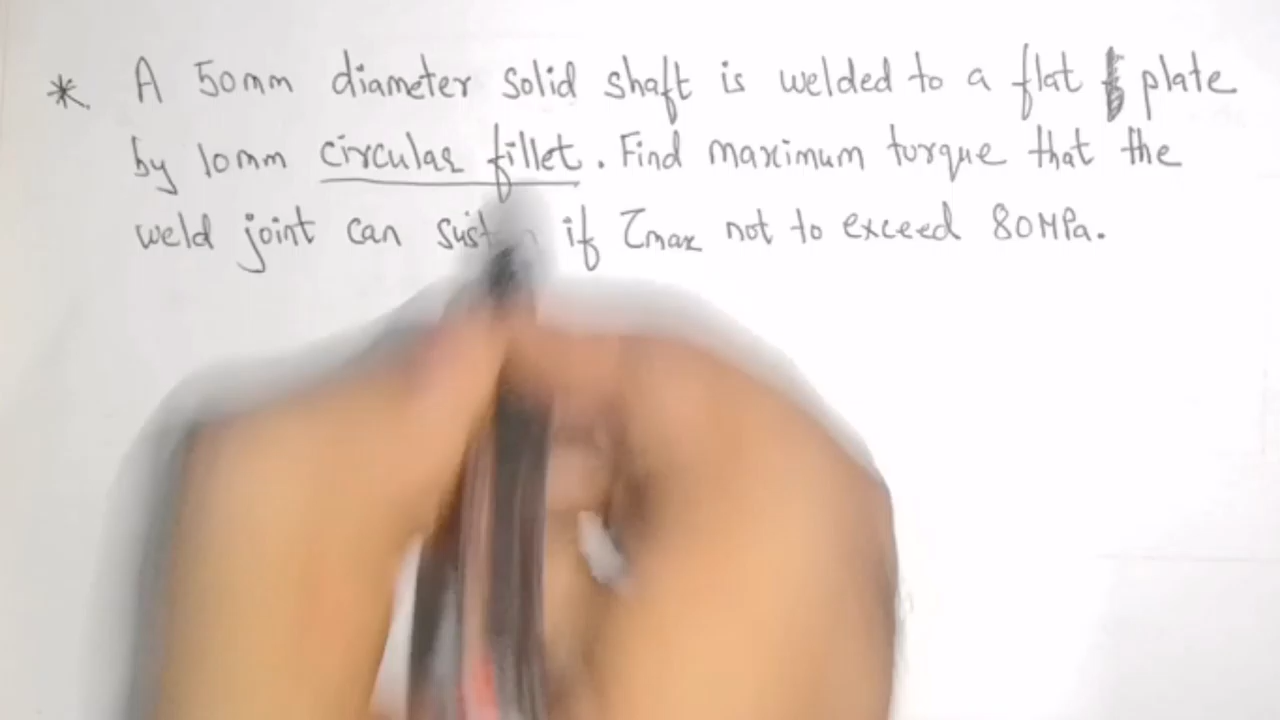 * A 50mm diameter solid shaft is welded to a flat plate
by 10mm circular fillet. Find maximum torque that the
weld joint can if τmax not to exceed 80MPa.